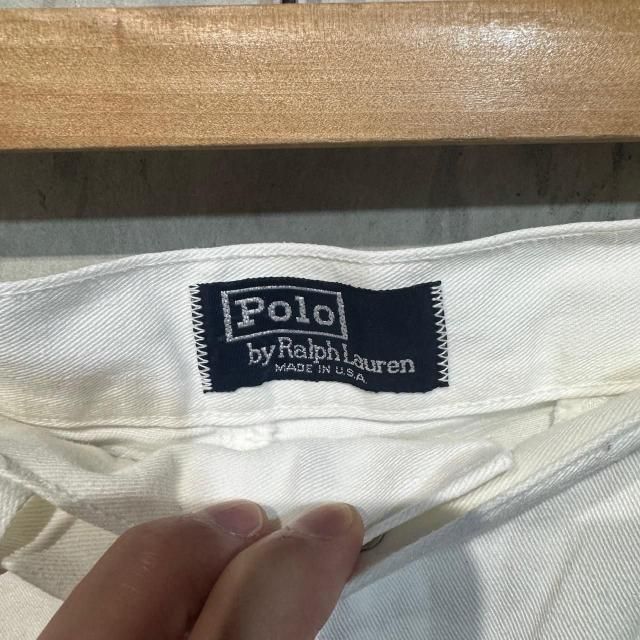 Polo
by Ralph Lauren
MADE IN U.S.A.